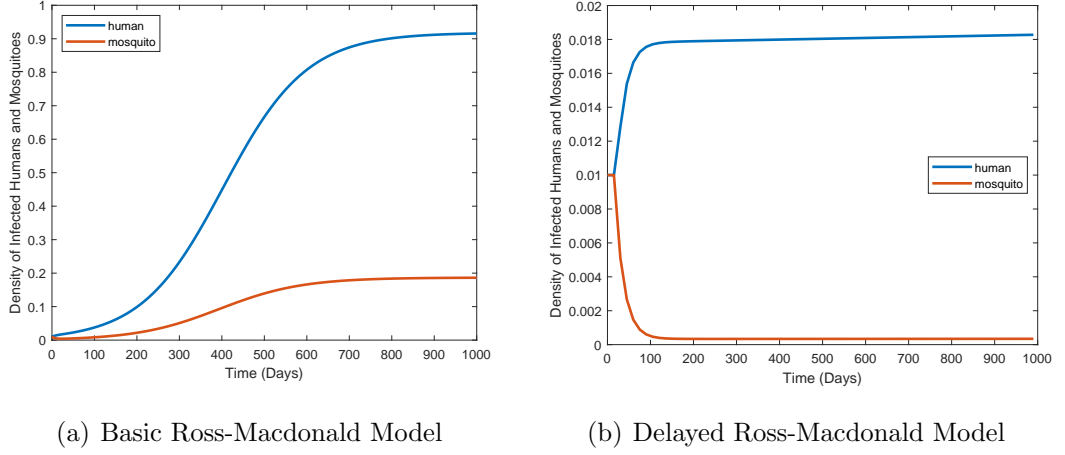 1
0.9
0.8
0.7
0.6
0.5
0.4
0.3
0.2
0.1
0
Density of Infected Humans and Mosquitoes
human
mosquito
0 100 200 300 400 500 600 700 800 900 1000
Time (Days)
(a) Basic Ross-Macdonald Model
0.02
0.018
0.016
0.014
0.012
0.01
0.008
0.006
0.004
0.002
0
Density of Infected Humans and Mosquitoes
human
mosquito
0 100 200 300 400 500 600 700 800 900 1000
Time (Days)
(b) Delayed Ross-Macdonald Model